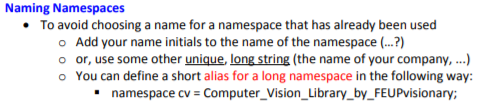 Naming Namespaces
• To avoid choosing a name for a namespace that has already been used
o Add your name initials to the name of the namespace (...?)
o or, use some other unique, long string (the name of your company, ...)
o You can define a short alias for a long namespace in the following way:
▪ namespace cv = Computer_Vision_Library_by_FEUPvisionary;